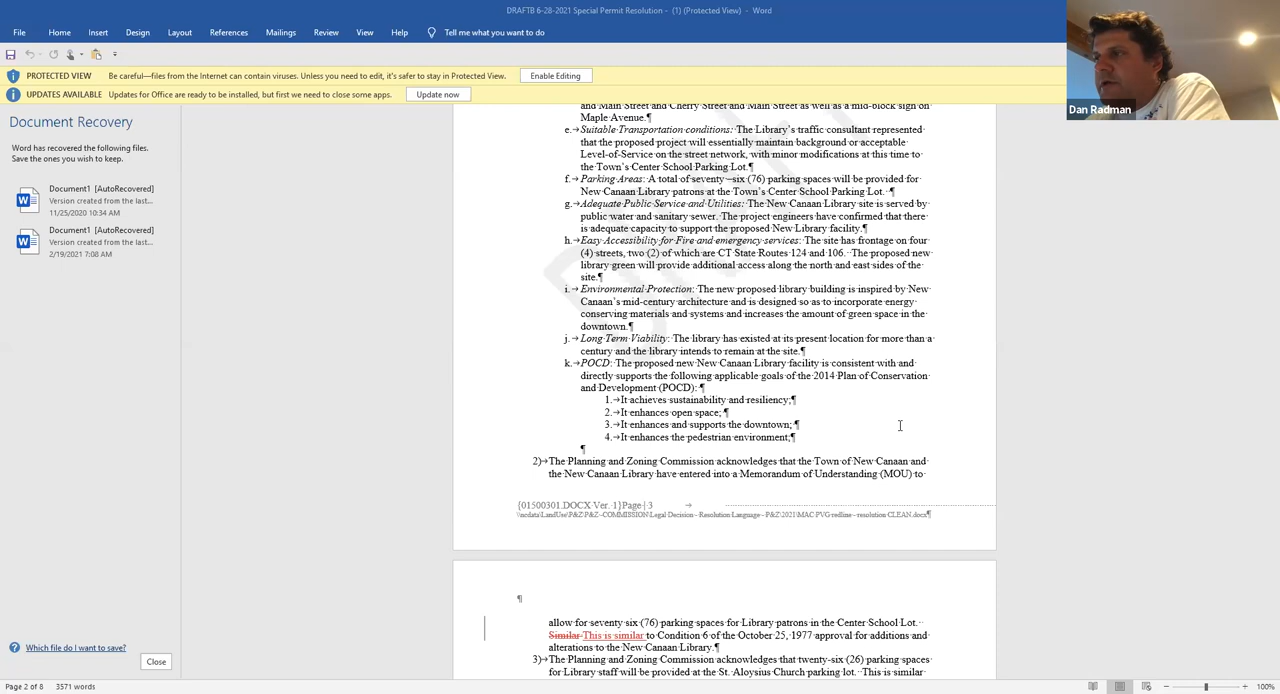 DRAFTB 6-28-2021 Special Permit Resolution - (1) (Protected View) - Word
File Home Insert Design Layout References Mailings Review View Help Tell me what you want to do
PROTECTED VIEW Be careful—files from the Internet can contain viruses. Unless you need to edit, it's safer to stay in Protected View. Enable Editing
UPDATES AVAILABLE Updates for Office are ready to be installed, but first we need to close some apps. Update now
Dan Radman
Document Recovery
Word has recovered the following files.
Save the ones you wish to keep.
Document1 [AutoRecovered]
Version created from the last...
11/25/2020 10:34 AM
Document1 [AutoRecovered]
Version created from the last...
2/19/2021 7:08 AM
Which file do I want to save?
Close
and Main Street and Cherry Street and Main Street as well as a mid-block sign on
Maple Avenue.¶
e.→Suitable Transportation conditions: The Library's traffic consultant represented
that the proposed project will essentially maintain background or acceptable
Level-of-Service on the street network, with minor modifications at this time to
the Town's Center School Parking Lot.¶
f.→Parking Areas: A total of seventy –six (76) parking spaces will be provided for
New Canaan Library patrons at the Town's Center School Parking Lot. ¶
g.→Adequate Public Service and Utilities: The New Canaan Library site is served by
public water and sanitary sewer. The project engineers have confirmed that there
is adequate capacity to support the proposed New Library facility.¶
h.→Easy Accessibility for Fire and emergency services: The site has frontage on four
(4) streets, two (2) of which are CT State Routes 124 and 106. The proposed new
library green will provide additional access along the north and east sides of the
site.¶
i.→Environmental Protection: The new proposed library building is inspired by New
Canaan's mid-century architecture and is designed so as to incorporate energy
conserving materials and systems and increases the amount of green space in the
downtown.¶
j.→Long Term Viability: The library has existed at its present location for more than a
century and the library intends to remain at the site.¶
k.→POCD: The proposed new New Canaan Library facility is consistent with and
directly supports the following applicable goals of the 2014 Plan of Conservation
and Development (POCD): ¶
1.→It achieves sustainability and resiliency;¶
2.→It enhances open space; ¶
3.→It enhances and supports the downtown; ¶
4.→It enhances the pedestrian environment;¶
¶
2)→The Planning and Zoning Commission acknowledges that the Town of New Canaan and
the New Canaan Library have entered into a Memorandum of Understanding (MOU) to
{01500301.DOCX Ver. 1}Page | 3 →
\\ncdata\LandUse\P&Z\P&Z - COMMISSION Legal Decision - Resolution Language - P&Z\2021\MAC PVG redline - resolution CLEAN.docx¶
¶
allow for seventy six (76) parking spaces for Library patrons in the Center School Lot.
Similar This is similar to Condition 6 of the October 25, 1977 approval for additions and
alterations to the New Canaan Library.¶
3)→The Planning and Zoning Commission acknowledges that twenty-six (26) parking spaces
for Library staff will be provided at the St. Aloysius Church parking lot. This is similar
Page 2 of 8 3571 words
100%